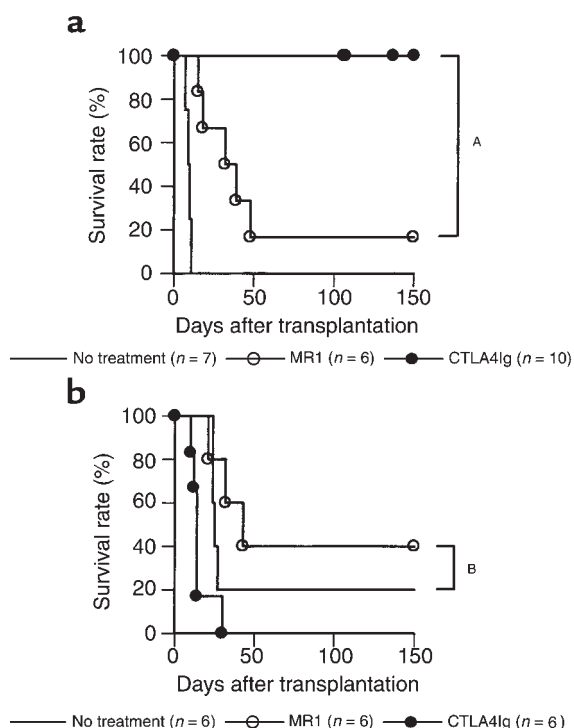 a
Survival rate (%)
100
80
60
40
20
0
A
0 50 100 150
Days after transplantation
No treatment (n = 7) MR1 (n = 6) CTLA4Ig (n = 10)
b
Survival rate (%)
100
80
60
40
20
0
B
0 50 100 150
Days after transplantation
No treatment (n = 6) MR1 (n = 6) CTLA4Ig (n = 6)